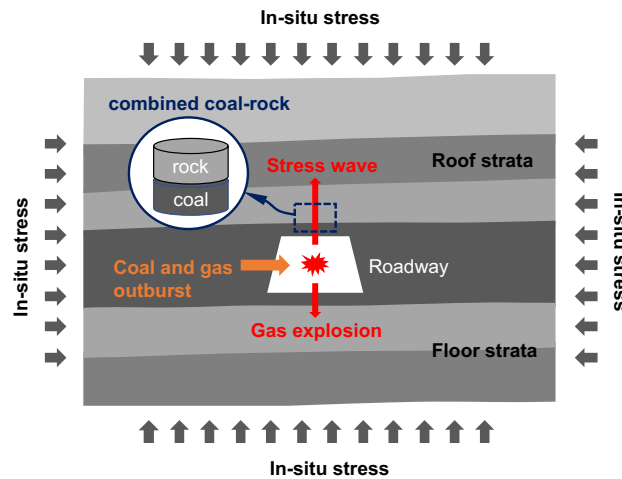 In-situ stress
combined coal-rock
rock
coal
Stress wave
Roof strata
In-situ stress
In-situ stress
Coal and gas
outburst
Roadway
Gas explosion
Floor strata
In-situ stress